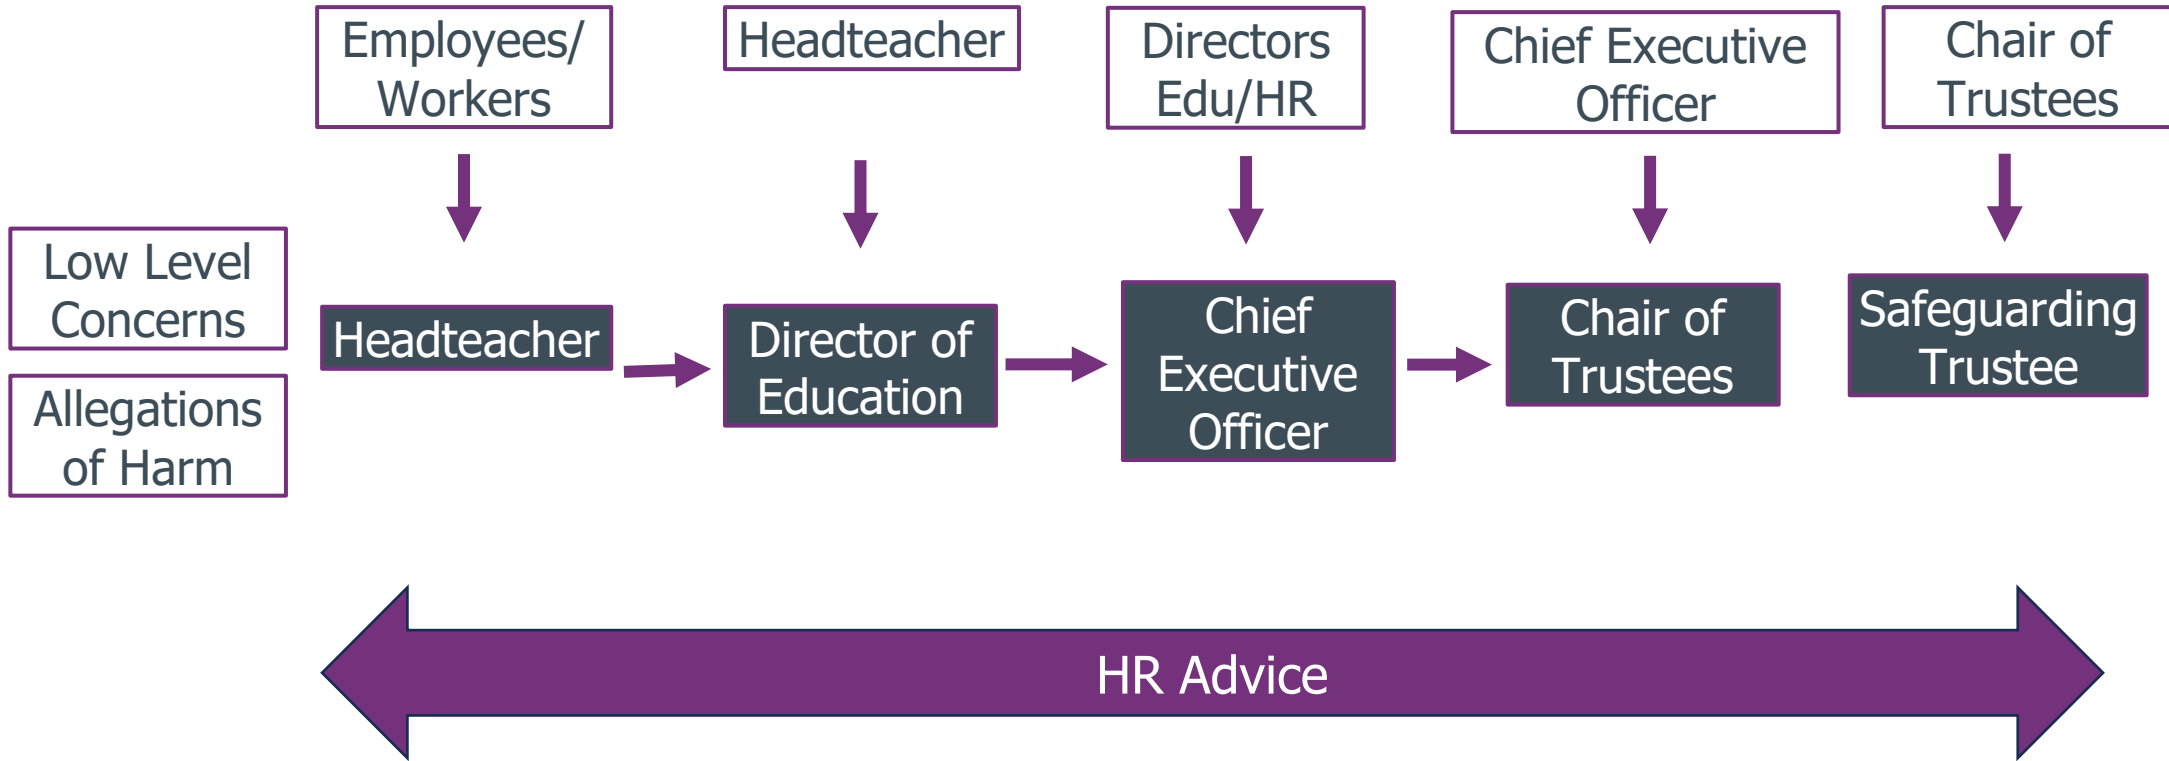 Employees/
Workers
Headteacher
Directors
Edu/HR
Chief Executive
Officer
Chair of
Trustees
Low Level
Concerns
Allegations
of Harm
Headteacher
Director of
Education
Chief
Executive
Officer
Chair of
Trustees
Safeguarding
Trustee
HR Advice